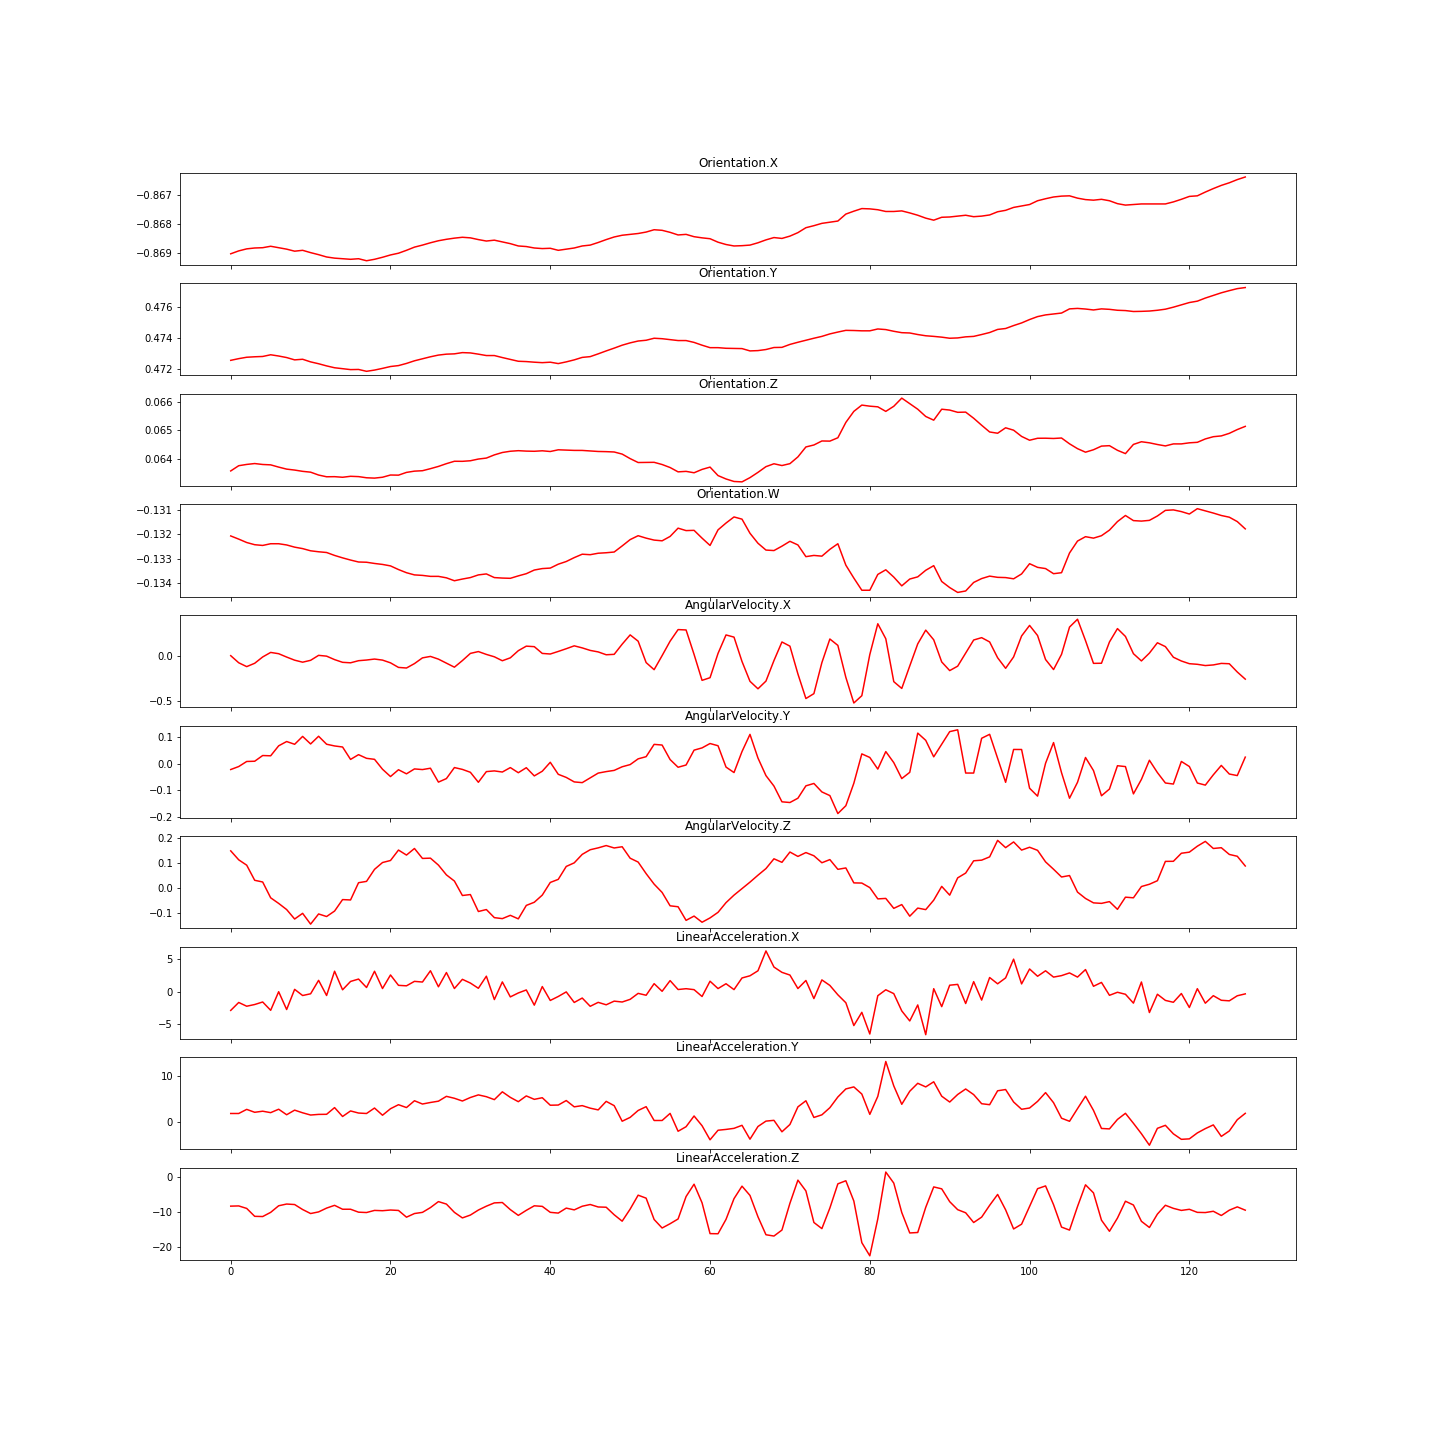 Orientation.X
−0.867
−0.868
−0.869
Orientation.Y
0.476
0.474
0.472
Orientation.Z
0.066
0.065
0.064
Orientation.W
−0.131
−0.132
−0.133
−0.134
AngularVelocity.X
0.0
−0.5
AngularVelocity.Y
0.1
0.0
−0.1
−0.2
AngularVelocity.Z
0.2
0.1
0.0
−0.1
LinearAcceleration.X
5
0
−5
LinearAcceleration.Y
10
0
LinearAcceleration.Z
0
−10
−20
0 20 40 60 80 100 120